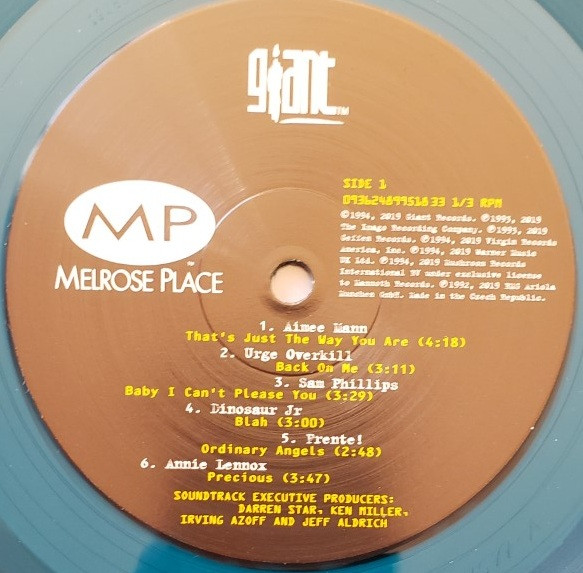 giant™
SIDE 1
093624899518 33 1/3 RPM
©1994, 2019 Giant Records. ℗1993, 2019
The Imago Recording Company. ℗1993, 2019
Geffen Records. ℗1994, 2019 Virgin Records
America, Inc. ℗1994, 2019 Warner Music
UK Ltd. ℗1994, 2019 Mushroom Records
International BV under exclusive license
to Mammoth Records. ℗1992, 2019 BMG Ariola
Munchen GmbH. Made in the Czech Republic.
MP
MELROSE PLACE
1. Aimee Mann
That's Just The Way You Are (4:18)
2. Urge Overkill
Back On Me (3:11)
3. Sam Phillips
Baby I Can't Please You (3:29)
4. Dinosaur Jr
Blah (3:00)
5. Frente!
Ordinary Angels (2:48)
6. Annie Lennox
Precious (3:47)
SOUNDTRACK EXECUTIVE PRODUCERS:
DARREN STAR, KEN MILLER,
IRVING AZOFF AND JEFF ALDRICH